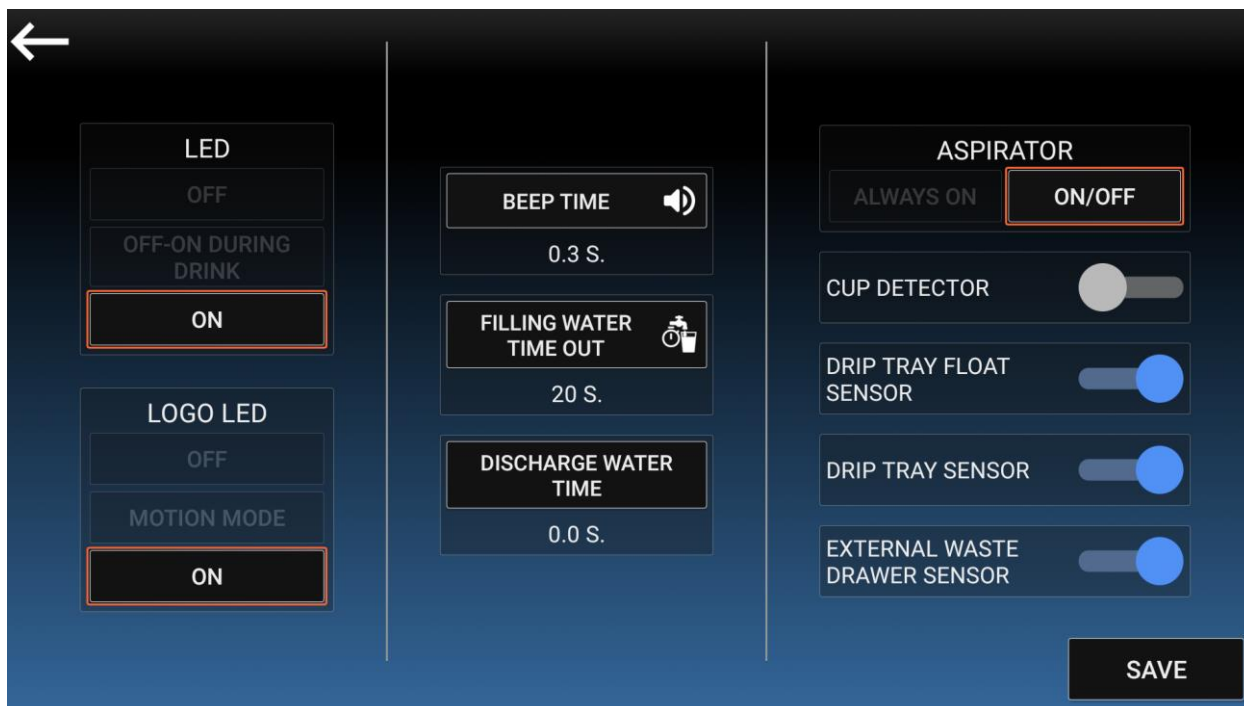 LED
OFF
OFF-ON DURING
DRINK
ON
LOGO LED
OFF
MOTION MODE
ON
BEEP TIME
0.3 S.
FILLING WATER
TIME OUT
20 S.
DISCHARGE WATER
TIME
0.0 S.
ASPIRATOR
ALWAYS ON
ON/OFF
CUP DETECTOR
DRIP TRAY FLOAT
SENSOR
DRIP TRAY SENSOR
EXTERNAL WASTE
DRAWER SENSOR
SAVE